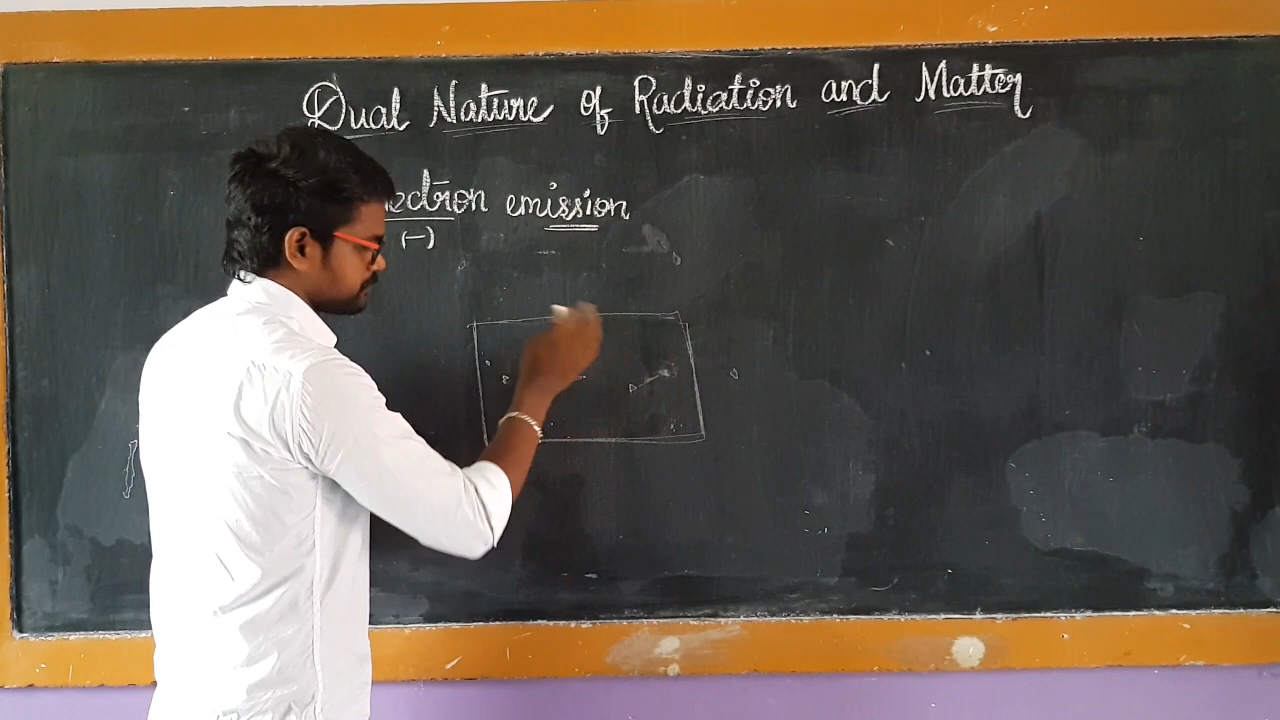 Dual Nature of Radiation and Matter
ectron emission
(-)